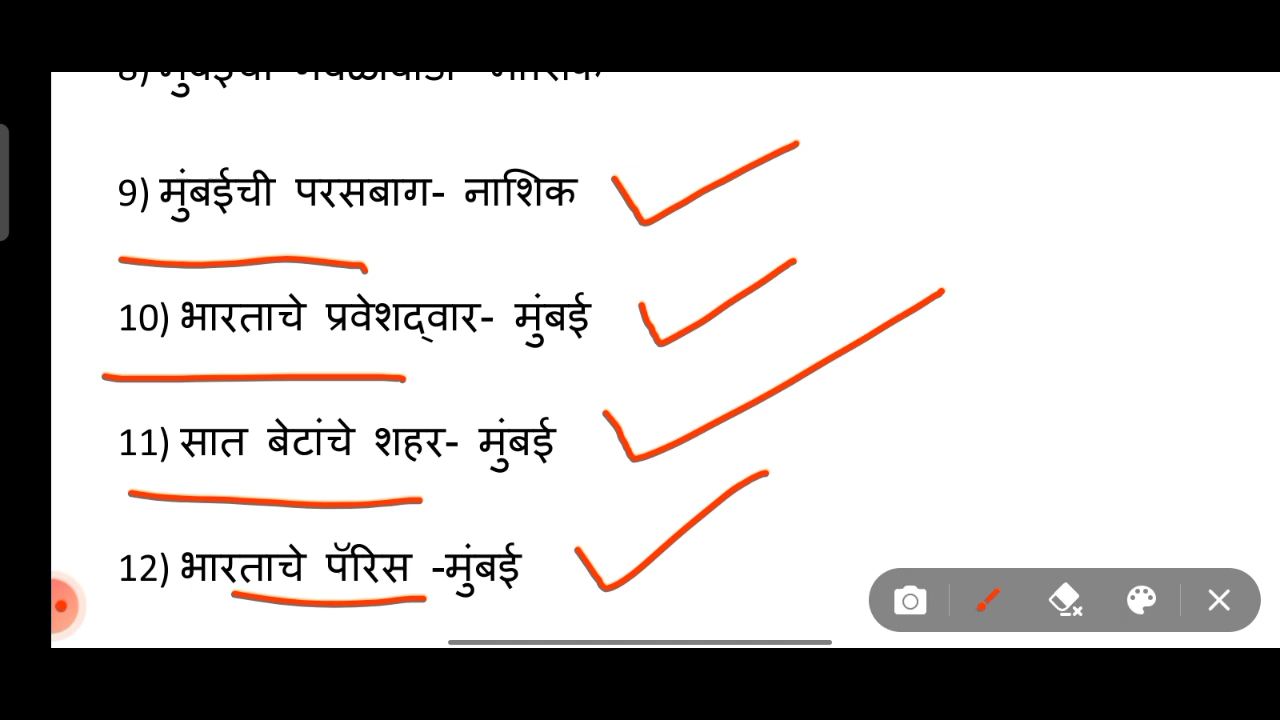 9) मुंबईची परसबाग- नाशिक
10) भारताचे प्रवेशद्‌वार- मुंबई
11) सात बेटांचे शहर- मुंबई
12) भारताचे पॅरिस -मुंबई